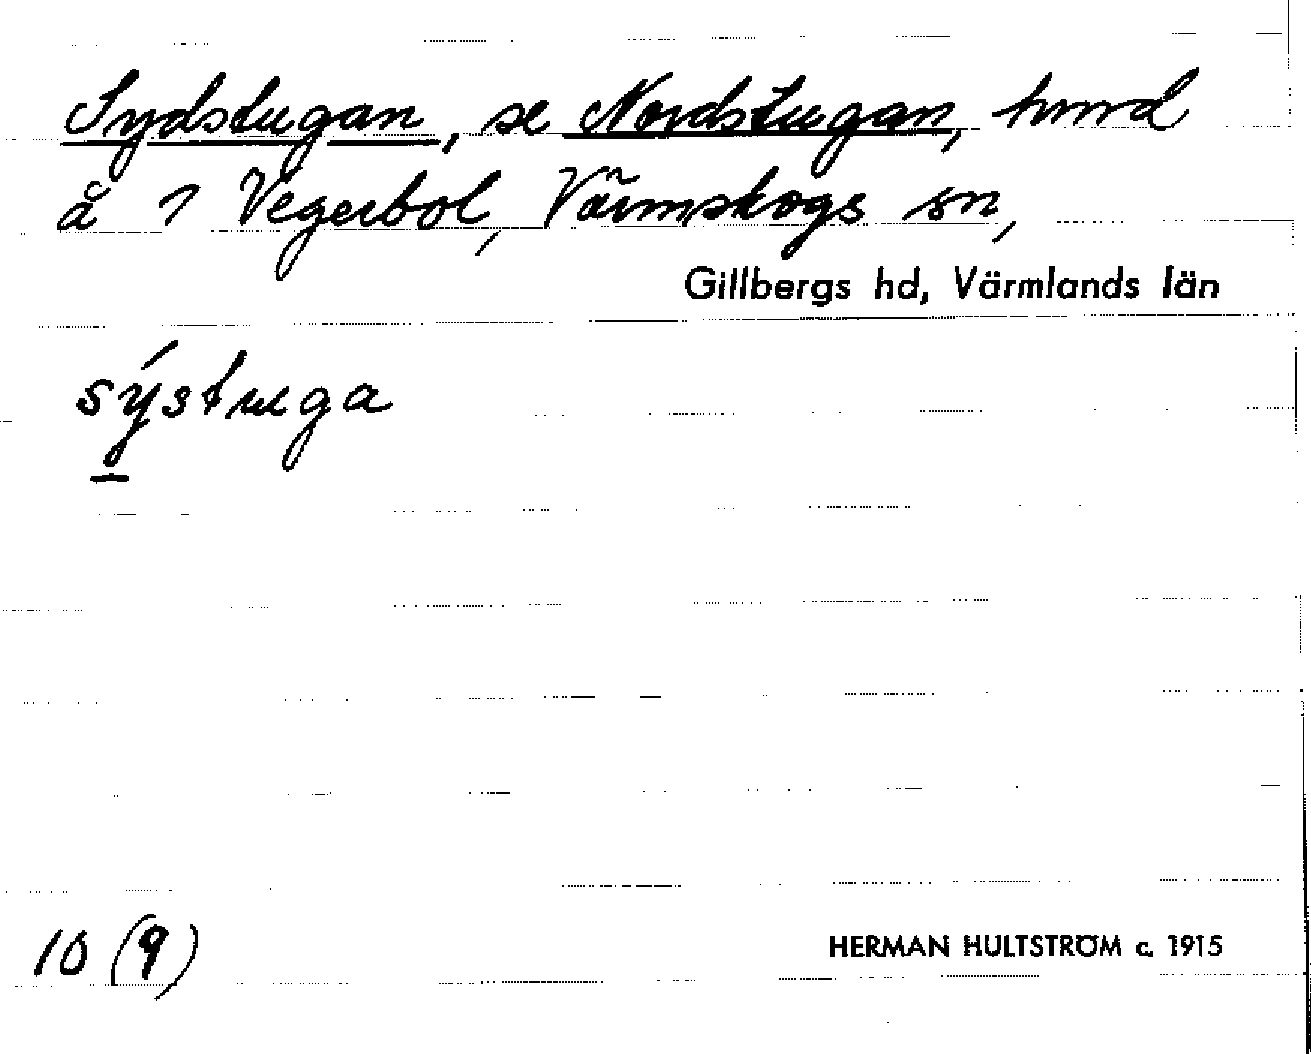 Sydstugan, se Nordstugan, hmd
å 1 Vegerbol, Värmskogs sn,
Gillbergs hd, Värmlands län
sýstuga
10 (9)
HERMAN HULTSTRÖM c. 1915